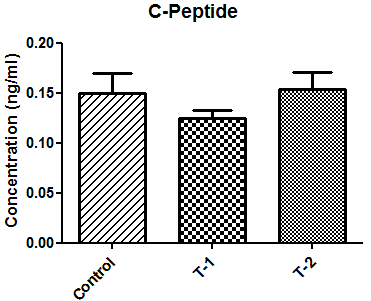 C-Peptide
Concentration (ng/ml)
0.20
0.15
0.10
0.05
0.00
Control
T-1
T-2